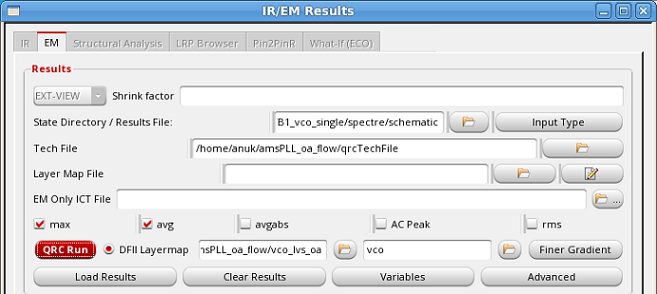 IR/EM Results
IR EM Structural Analysis LRP Browser Pin2PinR What-If (ECO)
Results
EXT-VIEW Shrink factor
State Directory / Results File: B1_vco_single/spectre/schematic Input Type
Tech File /home/anuk/amsPLL_oa_flow/qrcTechFile
Layer Map File
EM Only ICT File ...
max avg avgabs AC Peak rms
QRC Run DFII Layermap nsPLL_oa_flow/vco_lvs_oa vco Finer Gradient
Load Results Clear Results Variables Advanced